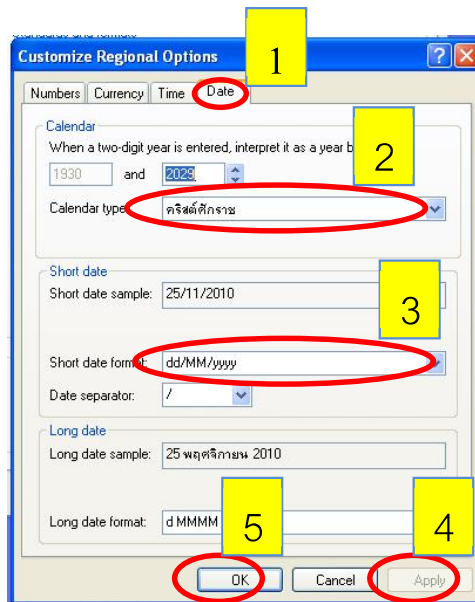 Customize Regional Options
1
Numbers Currency Time Date
Calendar
When a two-digit year is entered, interpret it as a year b
2
1930 and 2029
Calendar type: คริสต์ศักราช
Short date
Short date sample: 25/11/2010
3
Short date format: dd/MM/yyyy
Date separator: /
Long date
Long date sample: 25 พฤศจิกายน 2010
Long date format: d MMMM
5
4
OK Cancel Apply